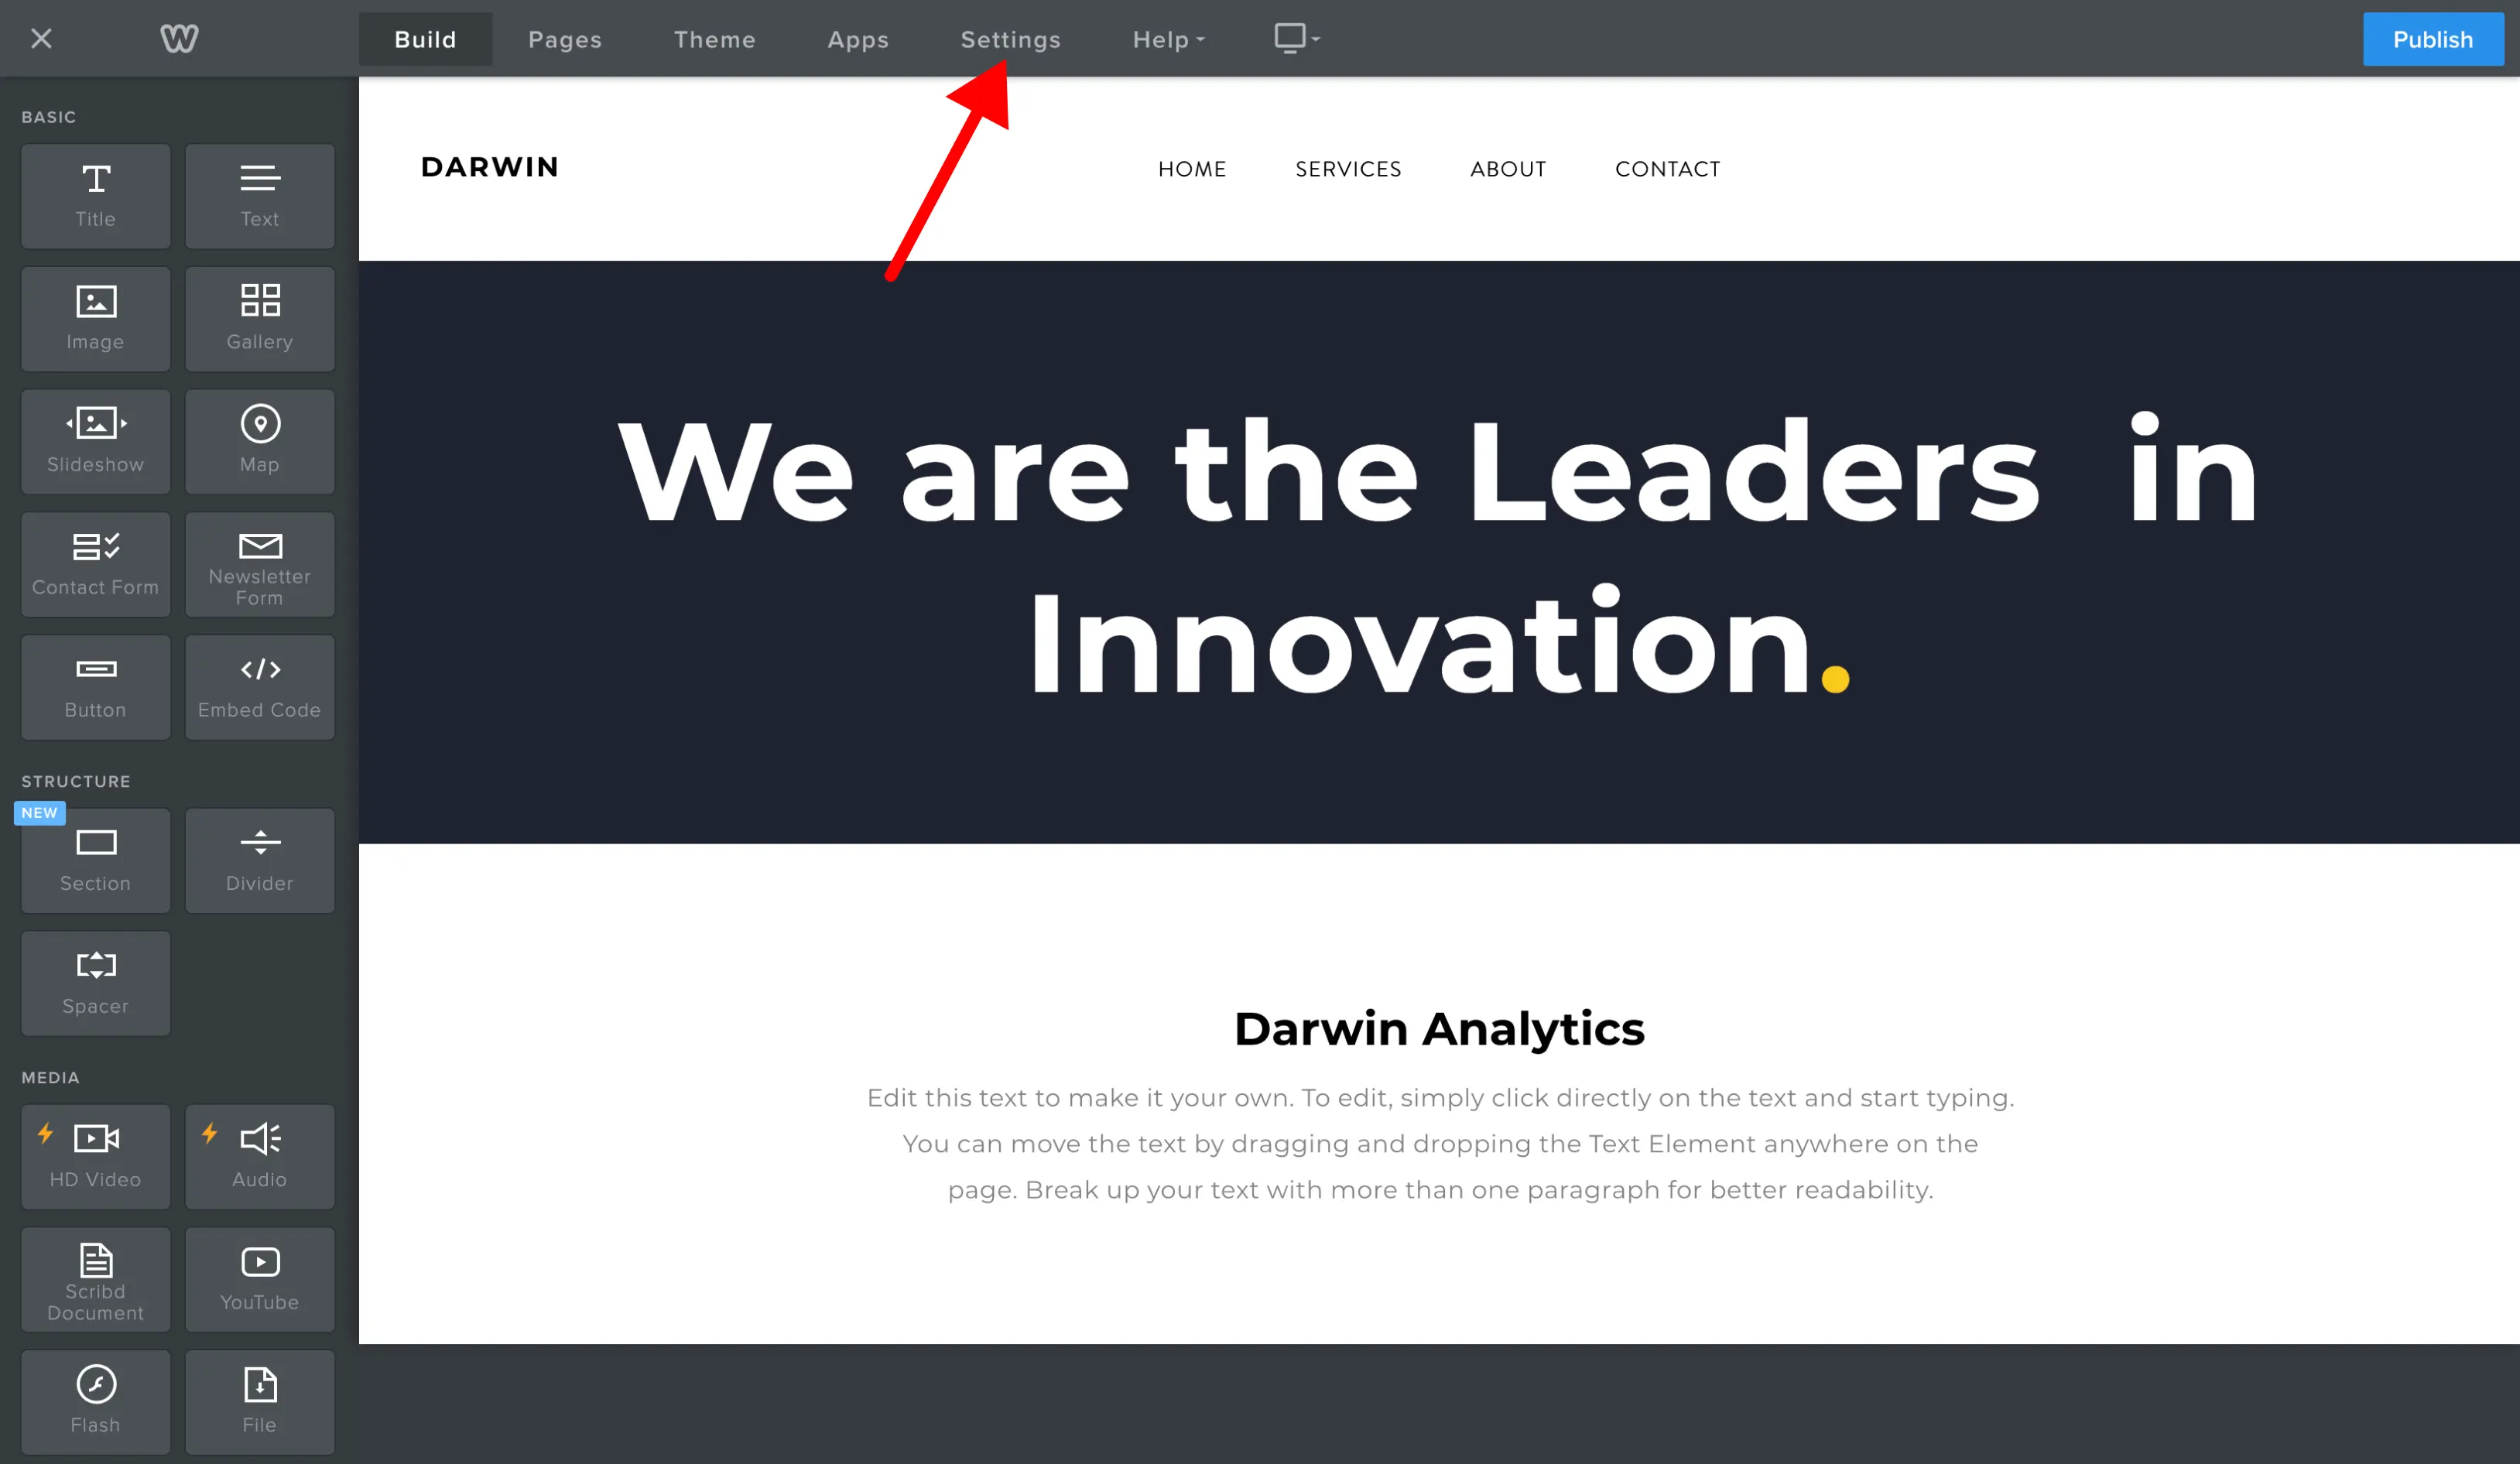 Build Pages Theme Apps Settings Help Publish
BASIC
Title Text
Image Gallery
Slideshow Map
Contact Form Newsletter Form
Button Embed Code
STRUCTURE
NEW
Section Divider
Spacer
MEDIA
HD Video Audio
Scribd Document YouTube
Flash File
DARWIN HOME SERVICES ABOUT CONTACT
We are the Leaders in
Innovation.
Darwin Analytics
Edit this text to make it your own. To edit, simply click directly on the text and start typing.
You can move the text by dragging and dropping the Text Element anywhere on the
page. Break up your text with more than one paragraph for better readability.